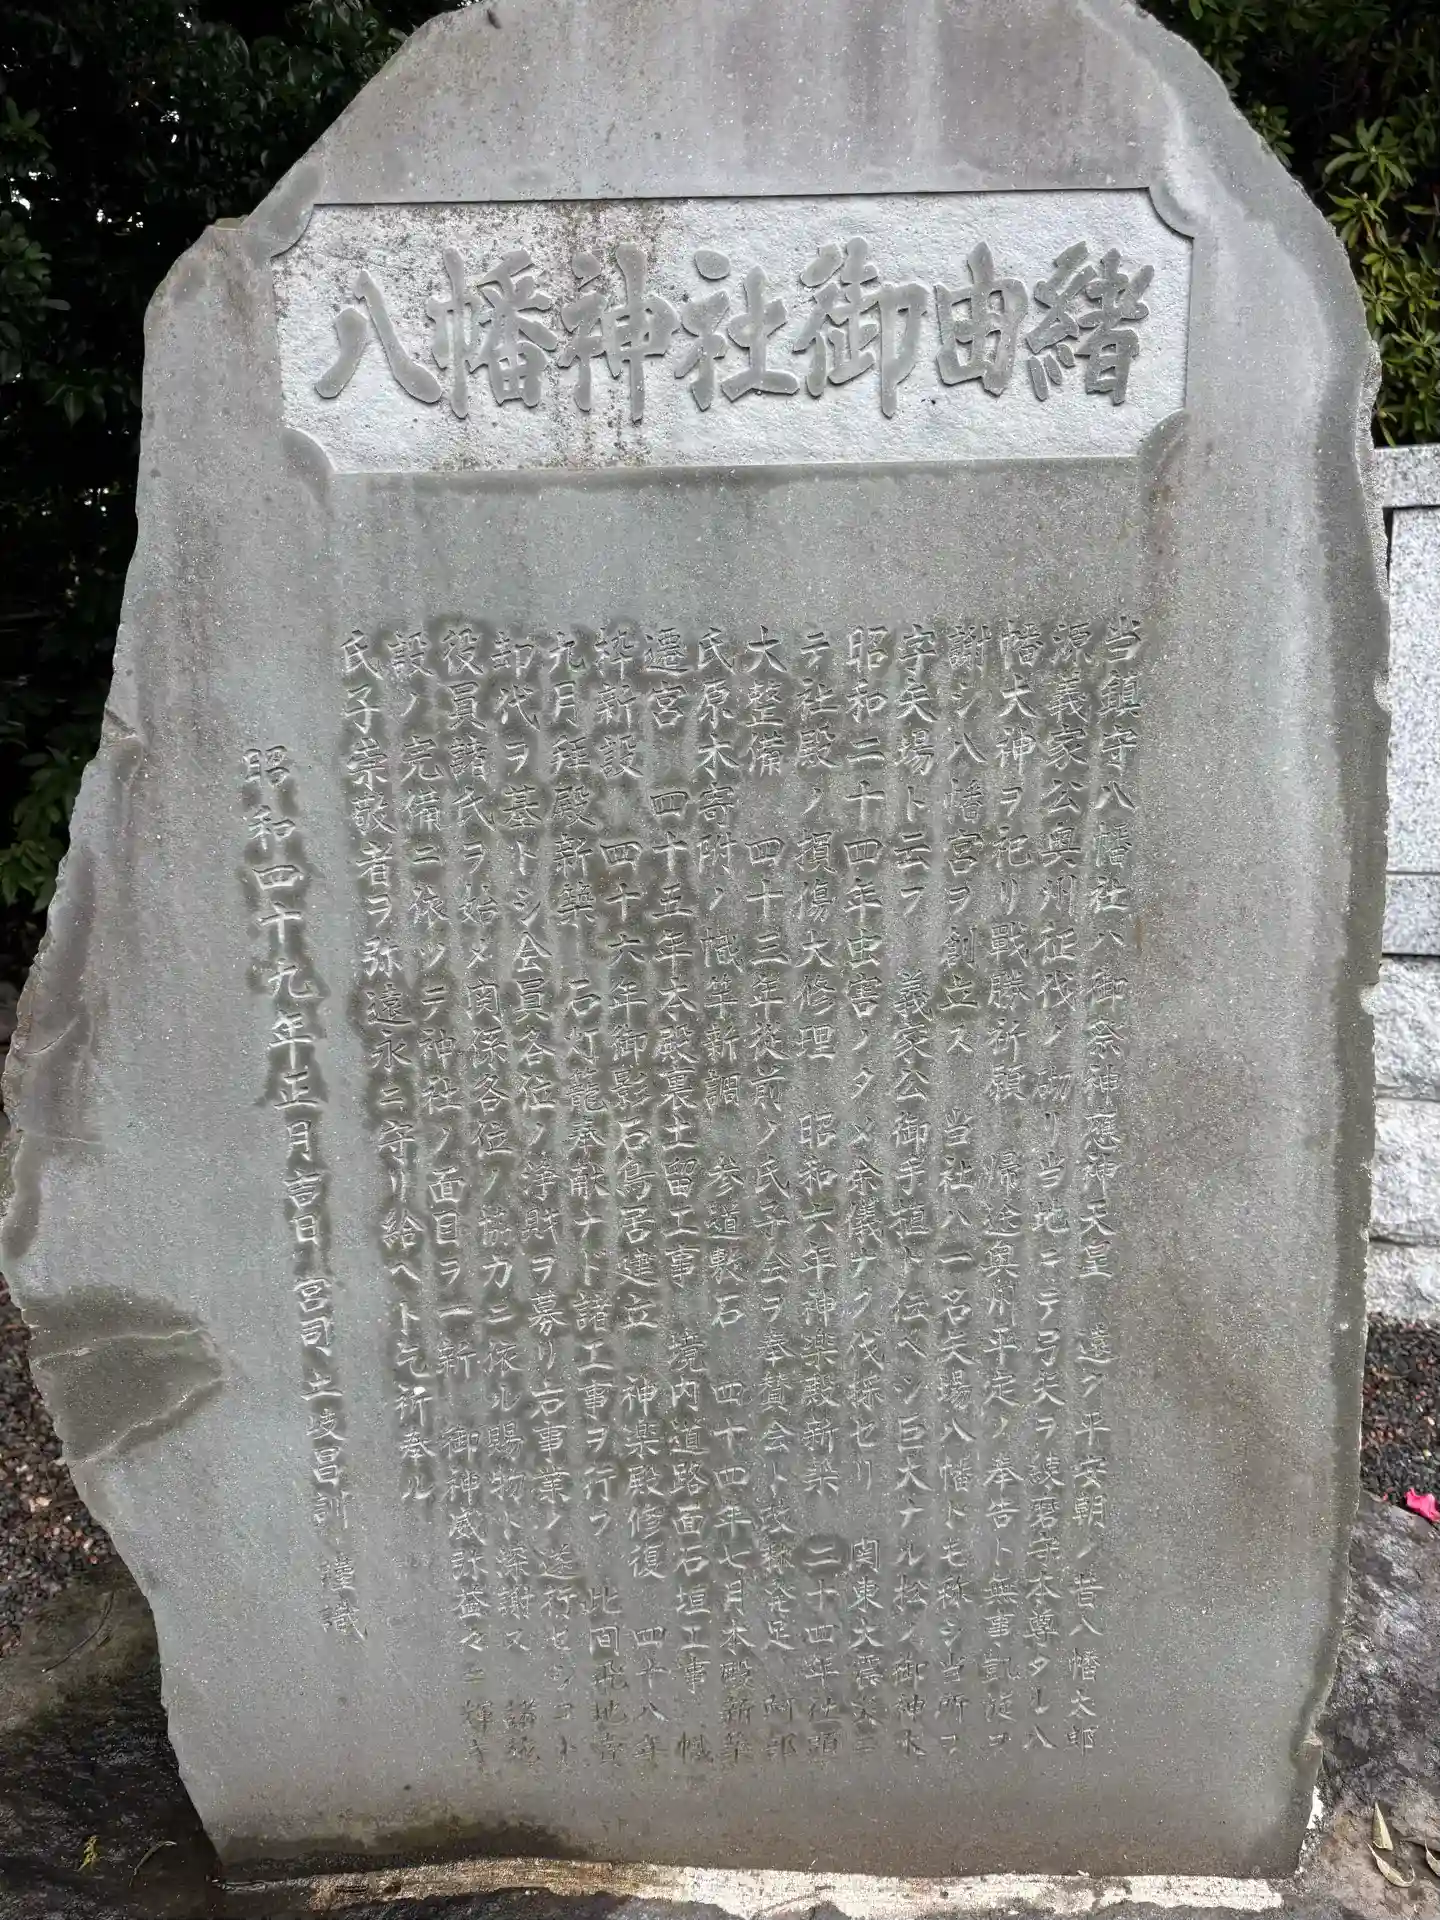 八幡神社御由緒
当鎮守八幡社ハ御祭神應神天皇 遠ク平安朝ノ昔八幡太郎
源義家公奥州征伐ノ砌リ当地ニテ弓矢ヲ練磨守本尊タル八
幡大神ヲ祀リ戰勝祈願 帰途奥州平定ノ奉告ト無事凱旋ヲ
謝シ八幡宮ヲ創立ス 当社ハ一名矢場八幡トモ称シ当所ヲ
字矢場ト云フ 義家公御手植ト伝ヘシ巨大ナル松ノ御神木
昭和二十四年虫害ノタメ余儀ナク伐採セリ 関東大震災ニ
テ社殿ノ損傷大修理 昭和六年神楽殿新築 二十四年社頭
大整備 四十三年従前ノ氏子会ヲ奉賛会ト改称発足 阿部
氏原木寄附ノ幟竿新調 参道敷石 四十四年七月本殿新築
遷宮 四十五年本殿裏土留工事 境内道路面石垣工事 幟
枠新設 四十六年御影石鳥居建立 神楽殿修復 四十八年
九月拜殿新築 石灯籠奉献ナド諸工事ヲ行ウ 此間飛地売
却代ヲ基トシ会員各位ノ浄財ヲ募リ右事業ノ遂行セシコト
役員諸氏ヲ始メ関係各位ノ協力ニ依ル賜物ト深謝ス 諸施
設ノ完備ニ依ツテ神社ノ面目ヲ一新 御神威弥益々ニ輝キ
氏子崇敬者ヲ弥遠永ニ守リ給ヘト乞祈奉ル
昭和四十九年正月吉日 宮司土岐昌訓 謹識